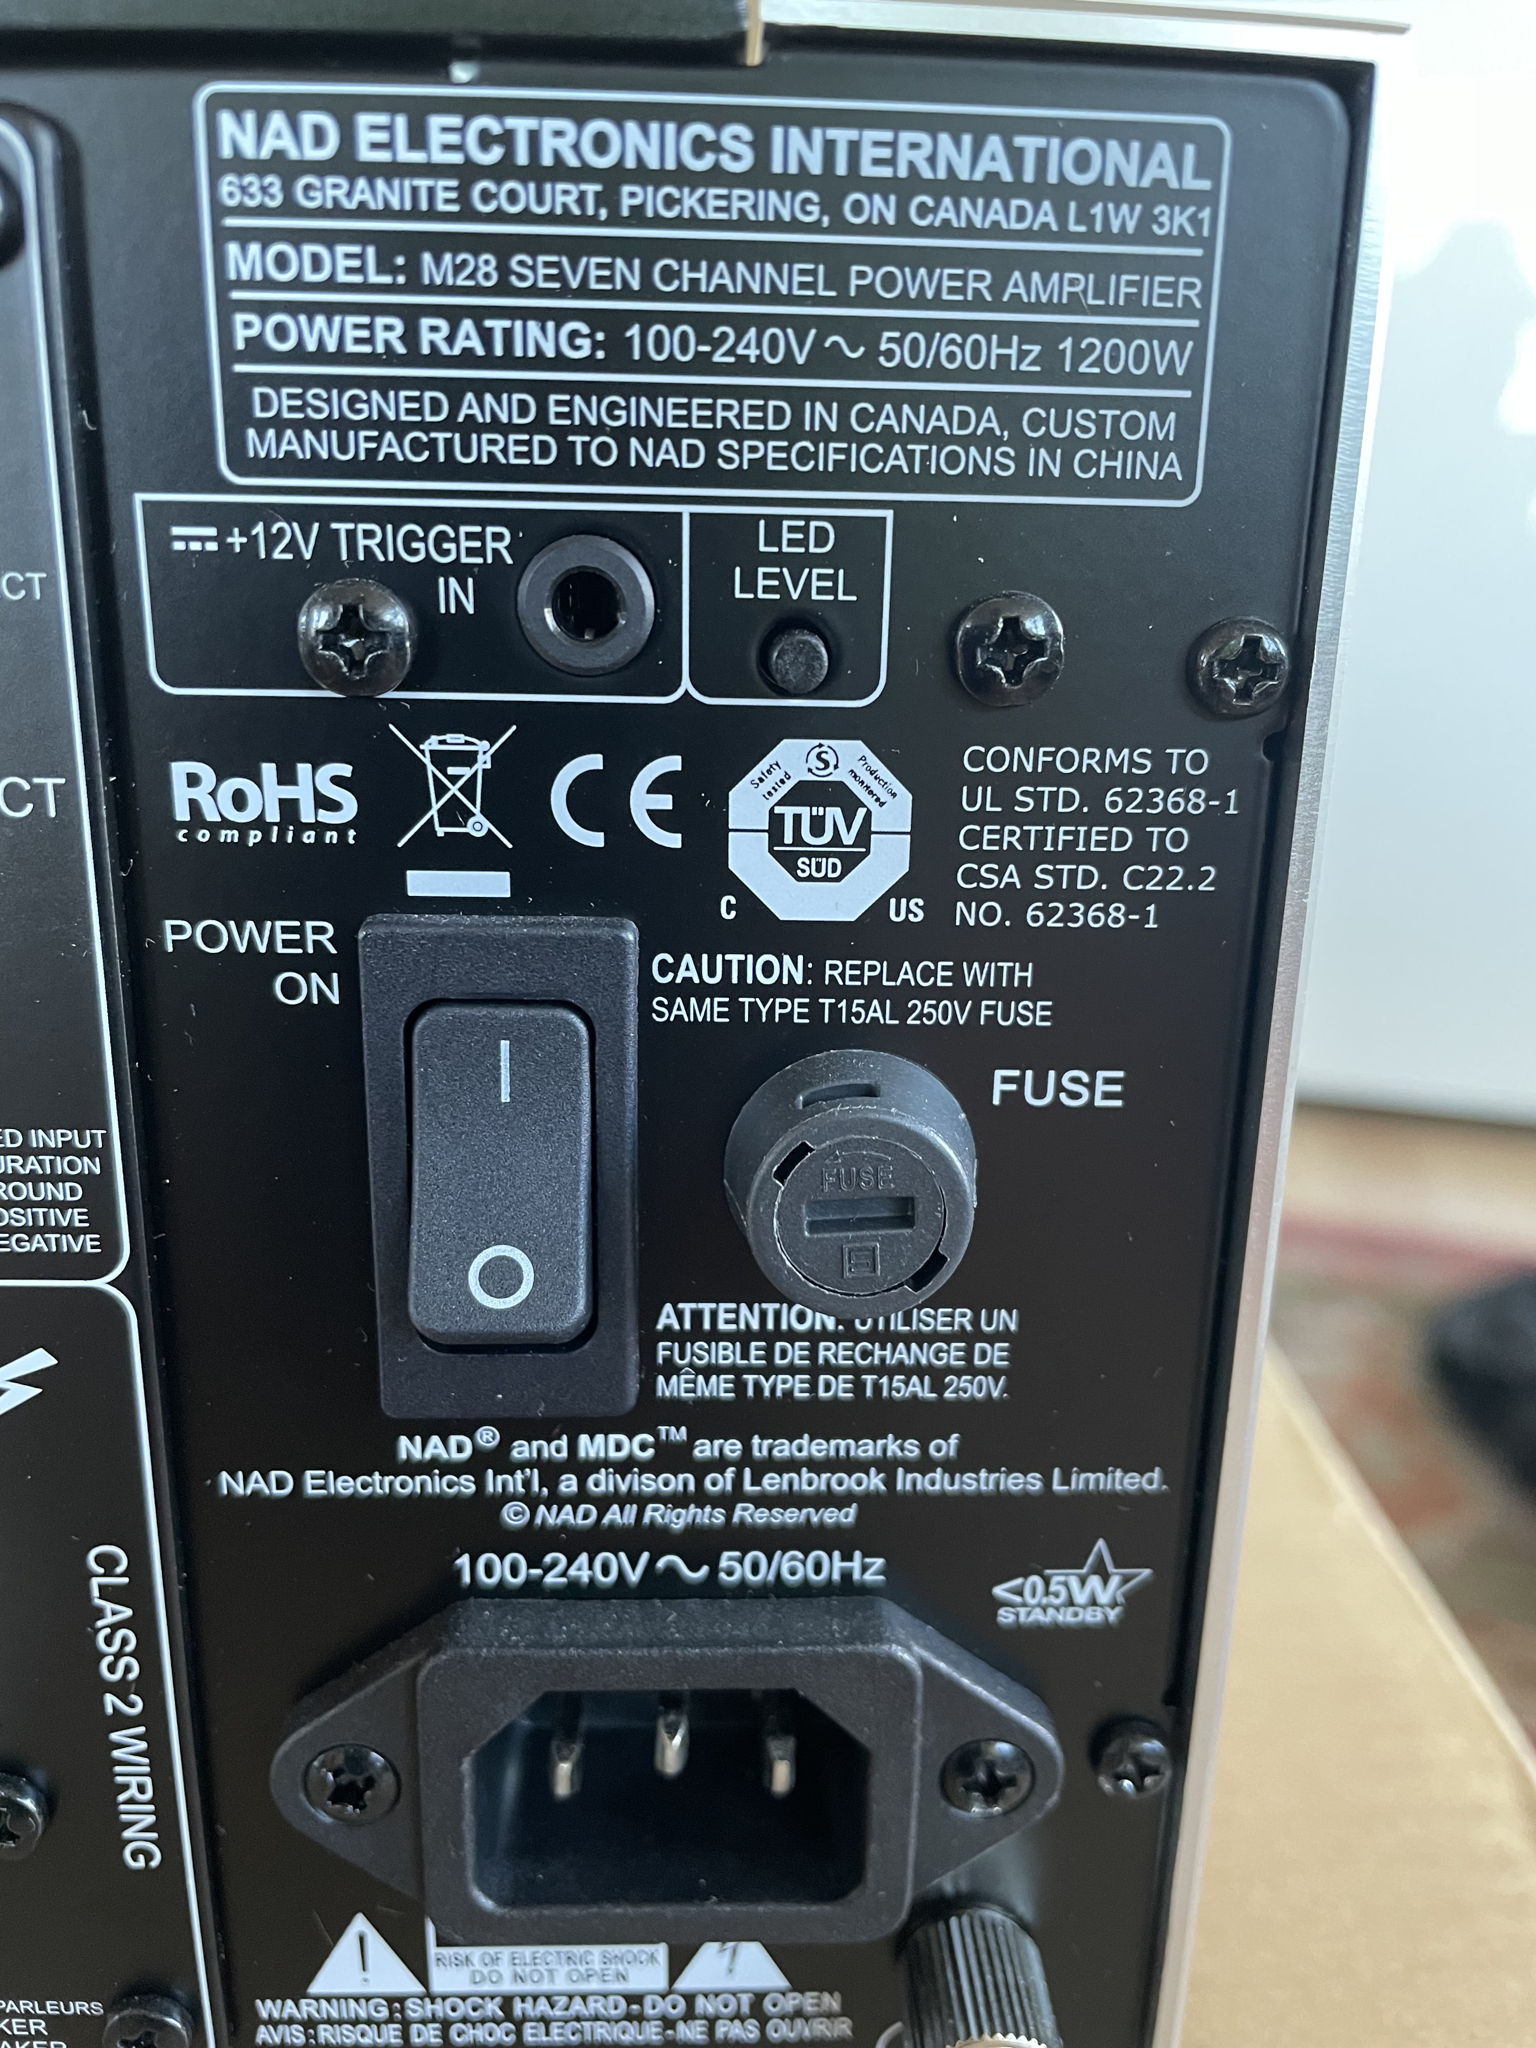 NAD ELECTRONICS INTERNATIONAL
633 GRANITE COURT, PICKERING, ON CANADA L1W 3K1
MODEL: M28 SEVEN CHANNEL POWER AMPLIFIER
POWER RATING: 100-240V～ 50/60Hz 1200W
DESIGNED AND ENGINEERED IN CANADA, CUSTOM
MANUFACTURED TO NAD SPECIFICATIONS IN CHINA
+12V TRIGGER
IN
LED
LEVEL
RoHS
compliant
CE
Safety tested
S
Production monitored
TÜV
SÜD
C US
CONFORMS TO
UL STD. 62368-1
CERTIFIED TO
CSA STD. C22.2
NO. 62368-1
POWER
ON
CAUTION: REPLACE WITH
SAME TYPE T15AL 250V FUSE
FUSE
FUSE
ATTENTION: UTILISER UN
FUSIBLE DE RECHANGE DE
MÊME TYPE DE T15AL 250V.
NAD® and MDC™ are trademarks of
NAD Electronics Int'l, a divison of Lenbrook Industries Limited.
© NAD All Rights Reserved
100-240V～ 50/60Hz
<0.5W
STANDBY
RISK OF ELECTRIC SHOCK
DO NOT OPEN
WARNING: SHOCK HAZARD-DO NOT OPEN
AVIS: RISQUE DE CHOC ELECTRIQUE-NE PAS OUVRIR
CT
CT
ED INPUT
URATION
ROUND
OSITIVE
EGATIVE
CLASS 2 WIRING
PARLEURS
KER
AKER